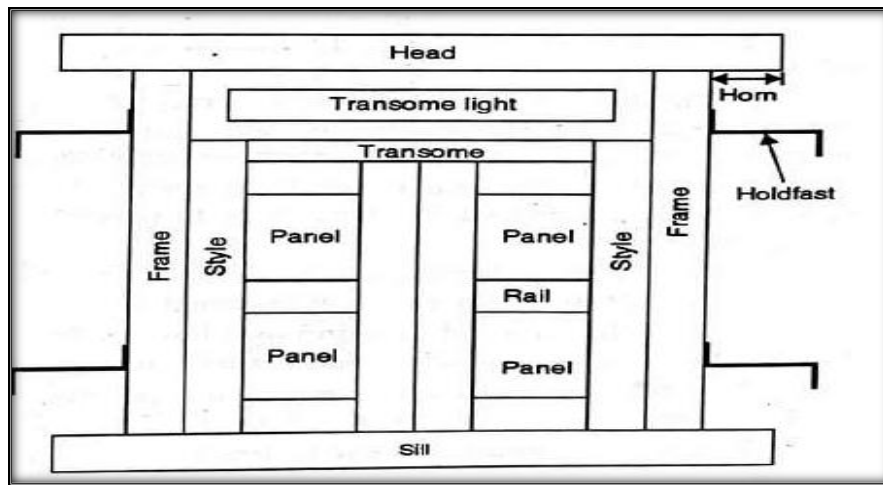 Head
Horn
Transome light
Transome
Holdfast
Frame
Style
Panel
Panel
Style
Frame
Rail
Panel
Panel
Sill